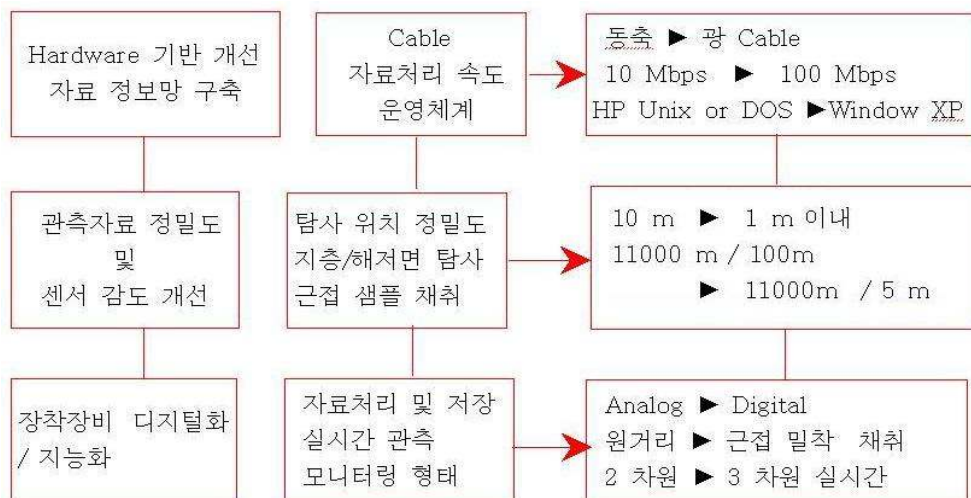 Hardware 기반 개선
자료 정보망 구축
Cable
자료처리 속도
운영체계
동축 ► 광 Cable
10 Mbps ► 100 Mbps
HP Unix or DOS ►Window XP
관측자료 정밀도
및
센서 감도 개선
탐사 위치 정밀도
지층/해저면 탐사
근접 샘플 채취
10 m ► 1 m 이내
11000 m / 100m
► 11000m / 5 m
장착장비 디지털화
/ 지능화
자료처리 및 저장
실시간 관측
모니터링 형태
Analog ► Digital
원거리 ► 근접 밀착 채취
2 차원 ► 3 차원 실시간